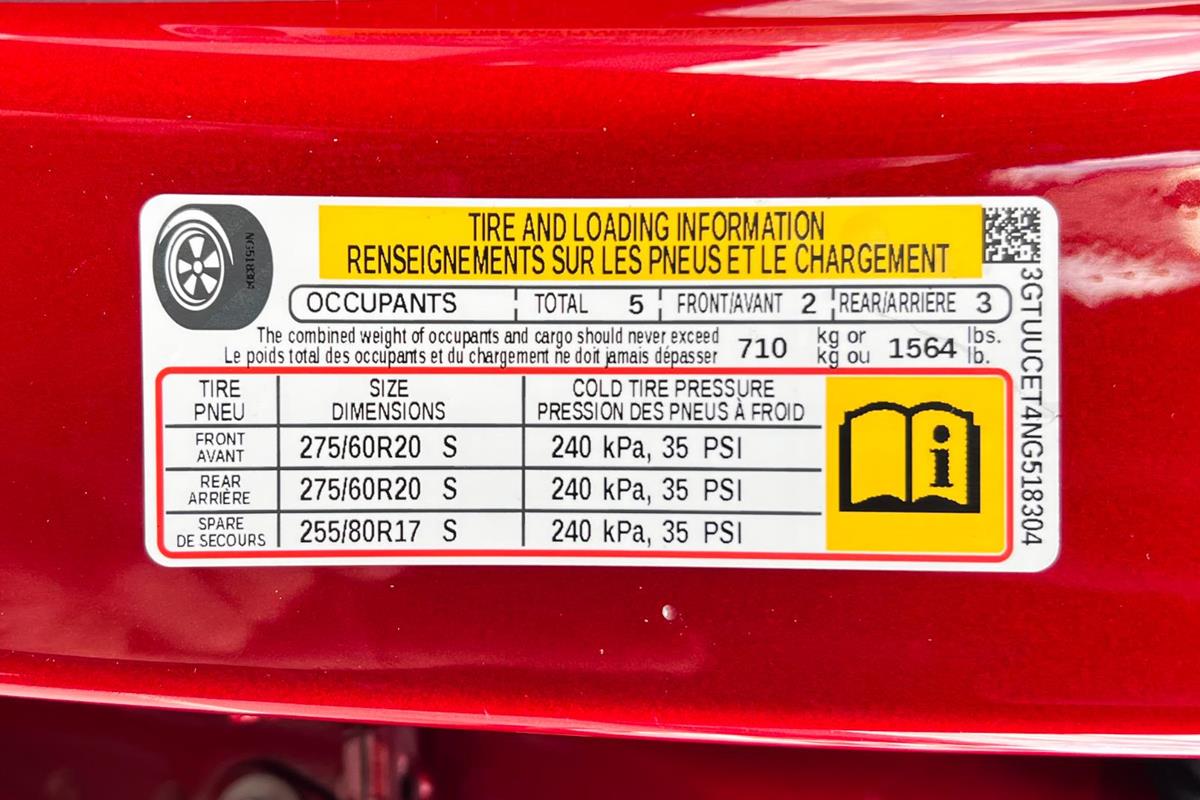 TIRE AND LOADING INFORMATION
RENSEIGNEMENTS SUR LES PNEUS ET LE CHARGEMENT
OCCUPANTS TOTAL 5 FRONT/AVANT 2 REAR/ARRIERE 3
The combined weight of occupants and cargo should never exceed 710 kg or 1564 lbs.
Le poids total des occupants et du chargement ne doit jamais dépasser kg ou lb.
TIRE SIZE COLD TIRE PRESSURE
PNEU DIMENSIONS PRESSION DES PNEUS À FROID
FRONT
AVANT 275/60R20 S 240 kPa, 35 PSI
REAR
ARRIÈRE 275/60R20 S 240 kPa, 35 PSI
SPARE
DE SECOURS 255/80R17 S 240 kPa, 35 PSI
i
3GTUUCET4NG518304